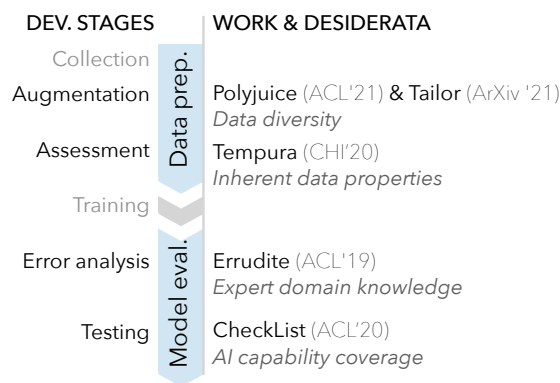 DEV. STAGES WORK & DESIDERATA
Collection
Data prep.
Augmentation Polyjuice (ACL'21) & Tailor (ArXiv '21)
Data diversity
Assessment Tempura (CHI'20)
Inherent data properties
Training
Model eval.
Error analysis Errudite (ACL'19)
Expert domain knowledge
Testing CheckList (ACL'20)
AI capability coverage